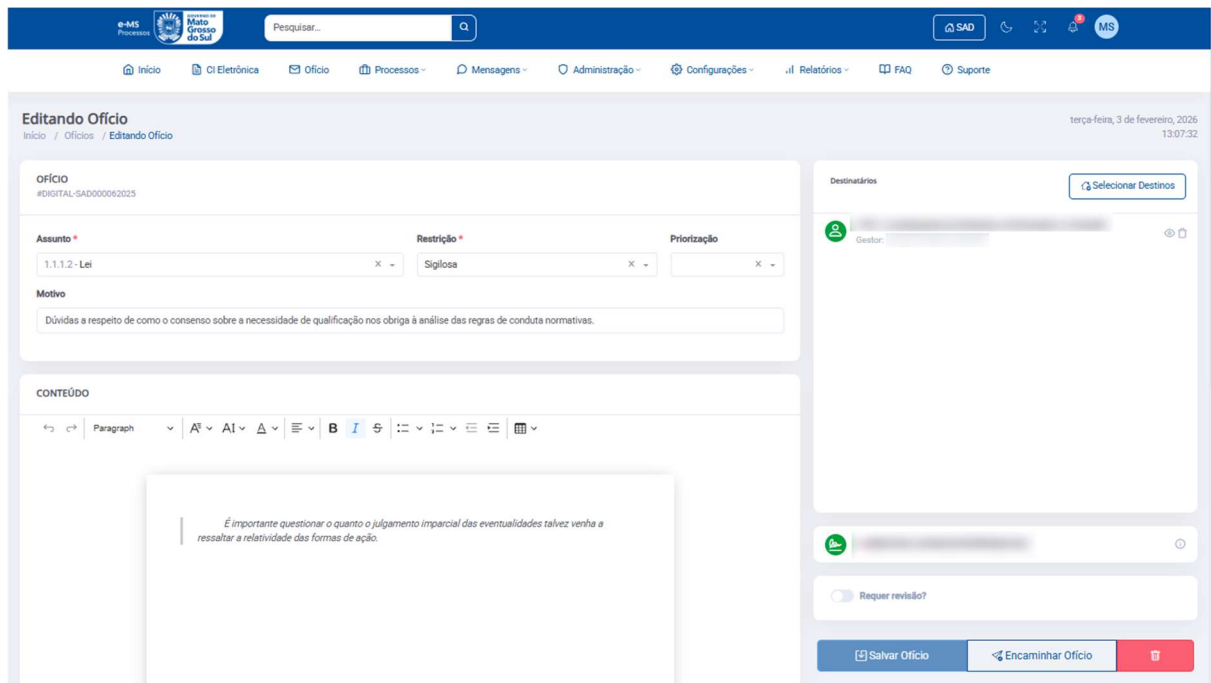 e-MS
Processos
GOVERNO DE
Mato
Grosso
do Sul
Pesquisar...
SAD
8
MS
Início
CI Eletrônica
Ofício
Processos
Mensagens
Administração
Configurações
Relatórios
FAQ
Suporte
Editando Ofício
Início / Ofícios / Editando Ofício
terça-feira, 3 de fevereiro, 2026
13:07:32
OFÍCIO
#DIGITAL-SAD000062025
Assunto *
Restrição *
Priorização
1.1.1.2 - Lei
Sigilosa
Motivo
Dúvidas a respeito de como o consenso sobre a necessidade de qualificação nos obriga à análise das regras de conduta normativas.
CONTEÚDO
Paragraph
É importante questionar o quanto o julgamento imparcial das eventualidades talvez venha a
ressaltar a relatividade das formas de ação.
Destinatários
Selecionar Destinos
Gestor:
Requer revisão?
Salvar Ofício
Encaminhar Ofício